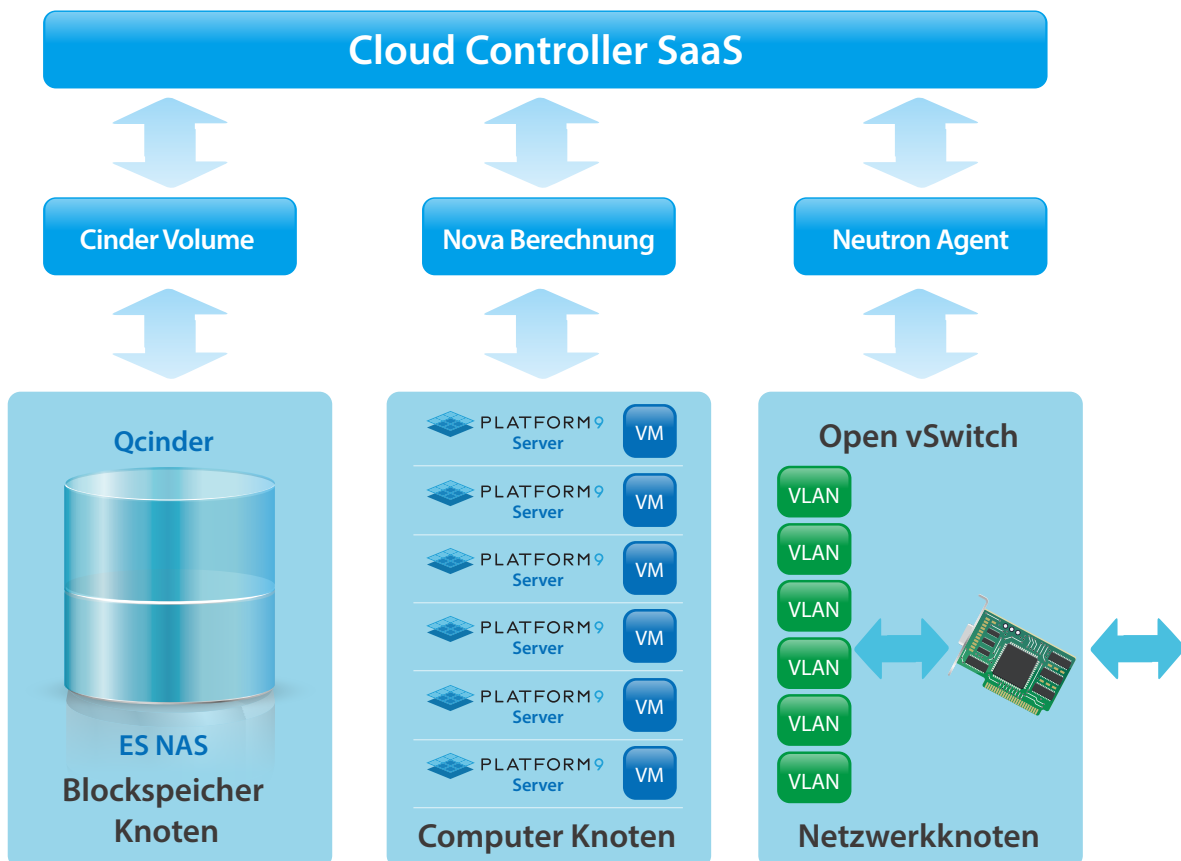 Cloud Controller SaaS
Cinder Volume
Nova Berechnung
Neutron Agent
Qcinder
ES NAS
Blockspeicher
Knoten
PLATFORM9
Server
VM
PLATFORM9
Server
VM
PLATFORM9
Server
VM
PLATFORM9
Server
VM
PLATFORM9
Server
VM
PLATFORM9
Server
VM
Computer Knoten
Open vSwitch
VLAN
VLAN
VLAN
VLAN
VLAN
VLAN
Netzwerkknoten